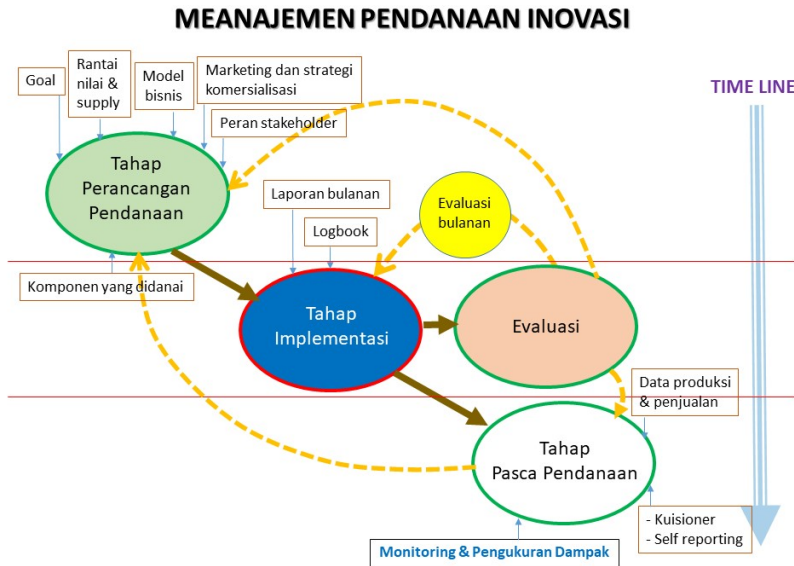 MEANAJEMEN PENDANAAN INOVASI
Goal
Rantai
nilai &
supply
Model
bisnis
Marketing dan strategi
komersialisasi
Peran stakeholder
TIME LINE
Tahap
Perancangan
Pendanaan
Laporan bulanan
Logbook
Evaluasi
bulanan
Komponen yang didanai
Tahap
Implementasi
Evaluasi
Data produksi
& penjualan
Tahap
Pasca Pendanaan
- Kuisioner
- Self reporting
Monitoring & Pengukuran Dampak